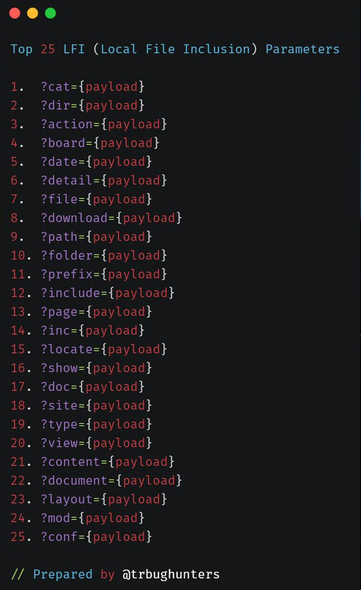 Top 25 LFI (Local File Inclusion) Parameters
1. ?cat={payload}
2. ?dir={payload}
3. ?action={payload}
4. ?board={payload}
5. ?date={payload}
6. ?detail={payload}
7. ?file={payload}
8. ?download={payload}
9. ?path={payload}
10. ?folder={payload}
11. ?prefix={payload}
12. ?include={payload}
13. ?page={payload}
14. ?inc={payload}
15. ?locate={payload}
16. ?show={payload}
17. ?doc={payload}
18. ?site={payload}
19. ?type={payload}
20. ?view={payload}
21. ?content={payload}
22. ?document={payload}
23. ?layout={payload}
24. ?mod={payload}
25. ?conf={payload}
// Prepared by @trbughunters